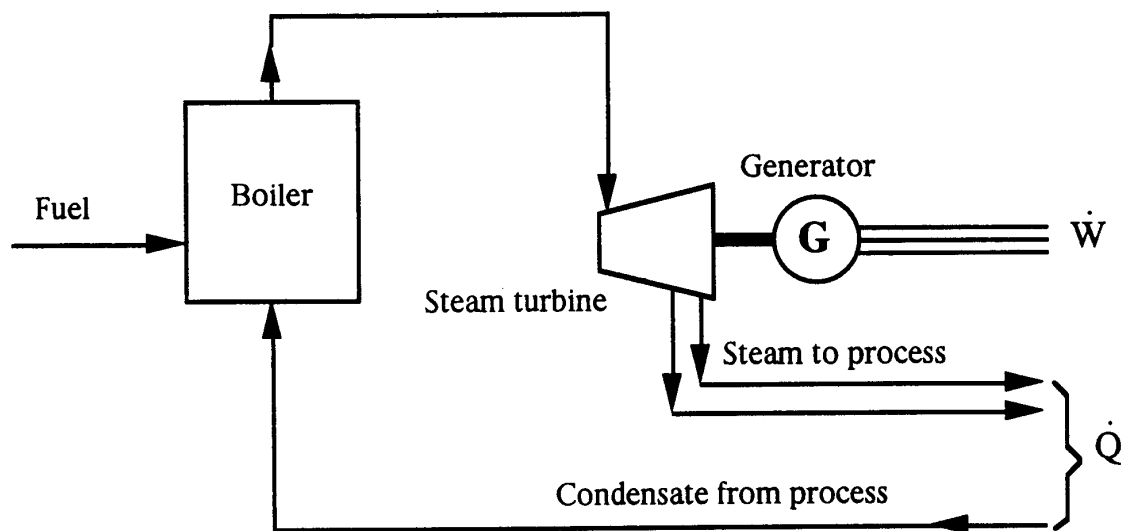 Generator
Fuel
Boiler
G
Ẇ
Steam turbine
Steam to process
Q̇
Condensate from process